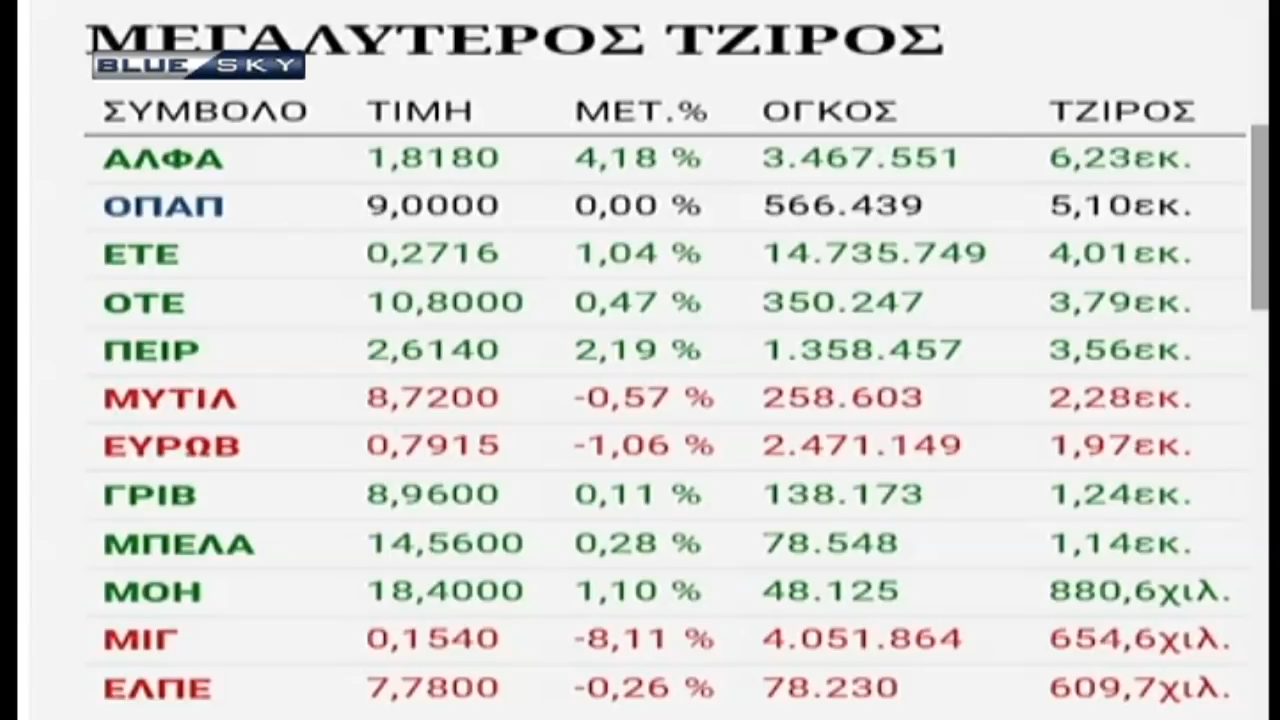 ΜΕΓΑΛΥΤΕΡΟΣ ΤΖΙΡΟΣ
BLUE SKY
ΣΥΜΒΟΛΟ ΤΙΜΗ ΜΕΤ.% ΟΓΚΟΣ ΤΖΙΡΟΣ
ΑΛΦΑ 1,8180 4,18 % 3.467.551 6,23εκ.
ΟΠΑΠ 9,0000 0,00 % 566.439 5,10εκ.
ΕΤΕ 0,2716 1,04 % 14.735.749 4,01εκ.
ΟΤΕ 10,8000 0,47 % 350.247 3,79εκ.
ΠΕΙΡ 2,6140 2,19 % 1.358.457 3,56εκ.
ΜΥΤΙΛ 8,7200 -0,57 % 258.603 2,28εκ.
ΕΥΡΩΒ 0,7915 -1,06 % 2.471.149 1,97εκ.
ΓΡΙΒ 8,9600 0,11 % 138.173 1,24εκ.
ΜΠΕΛΑ 14,5600 0,28 % 78.548 1,14εκ.
ΜΟΗ 18,4000 1,10 % 48.125 880,6χιλ.
ΜΙΓ 0,1540 -8,11 % 4.051.864 654,6χιλ.
ΕΛΠΕ 7,7800 -0,26 % 78.230 609,7χιλ.